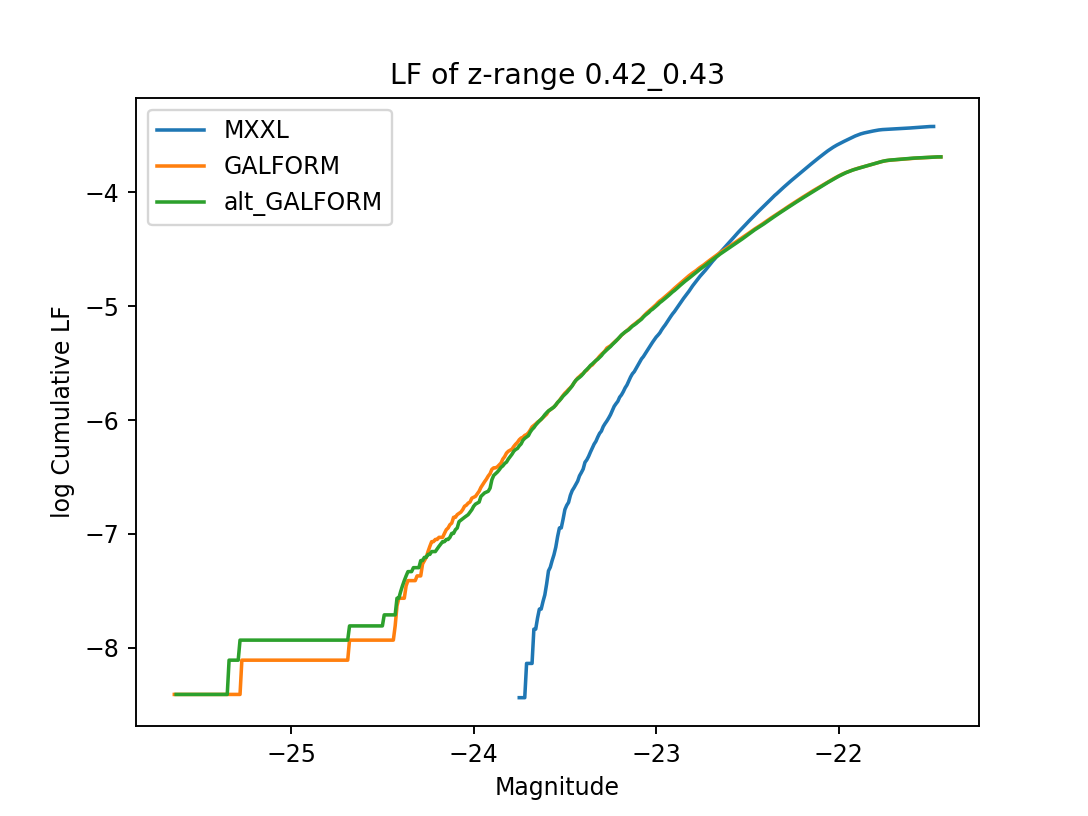 LF of z-range 0.42_0.43
MXXL
GALFORM
alt_GALFORM
log Cumulative LF
−4
−5
−6
−7
−8
−25
−24
−23
−22
Magnitude